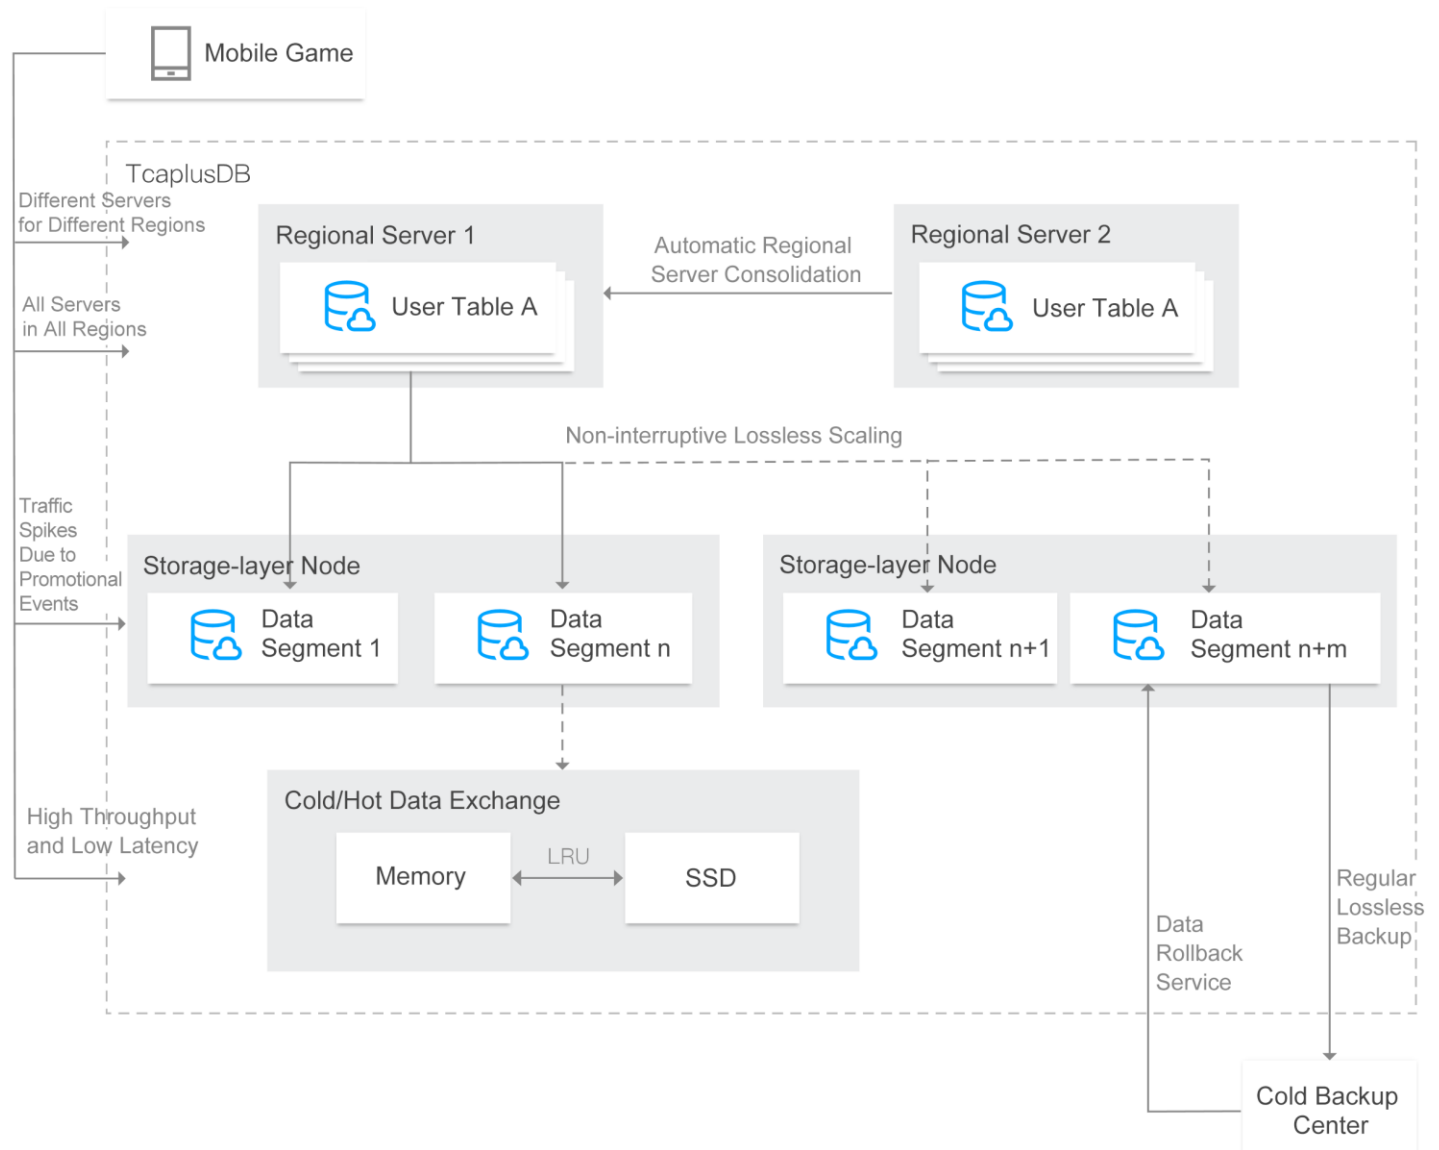 Mobile Game
TcaplusDB
Different Servers
for Different Regions
Regional Server 1
User Table A
Automatic Regional
Server Consolidation
Regional Server 2
User Table A
All Servers
in All Regions
Non-interruptive Lossless Scaling
Traffic
Spikes
Due to
Promotional
Events
Storage-layer Node
Data
Segment 1
Data
Segment n
Storage-layer Node
Data
Segment n+1
Data
Segment n+m
High Throughput
and Low Latency
Cold/Hot Data Exchange
Memory
LRU
SSD
Data
Rollback
Service
Regular
Lossless
Backup
Cold Backup
Center